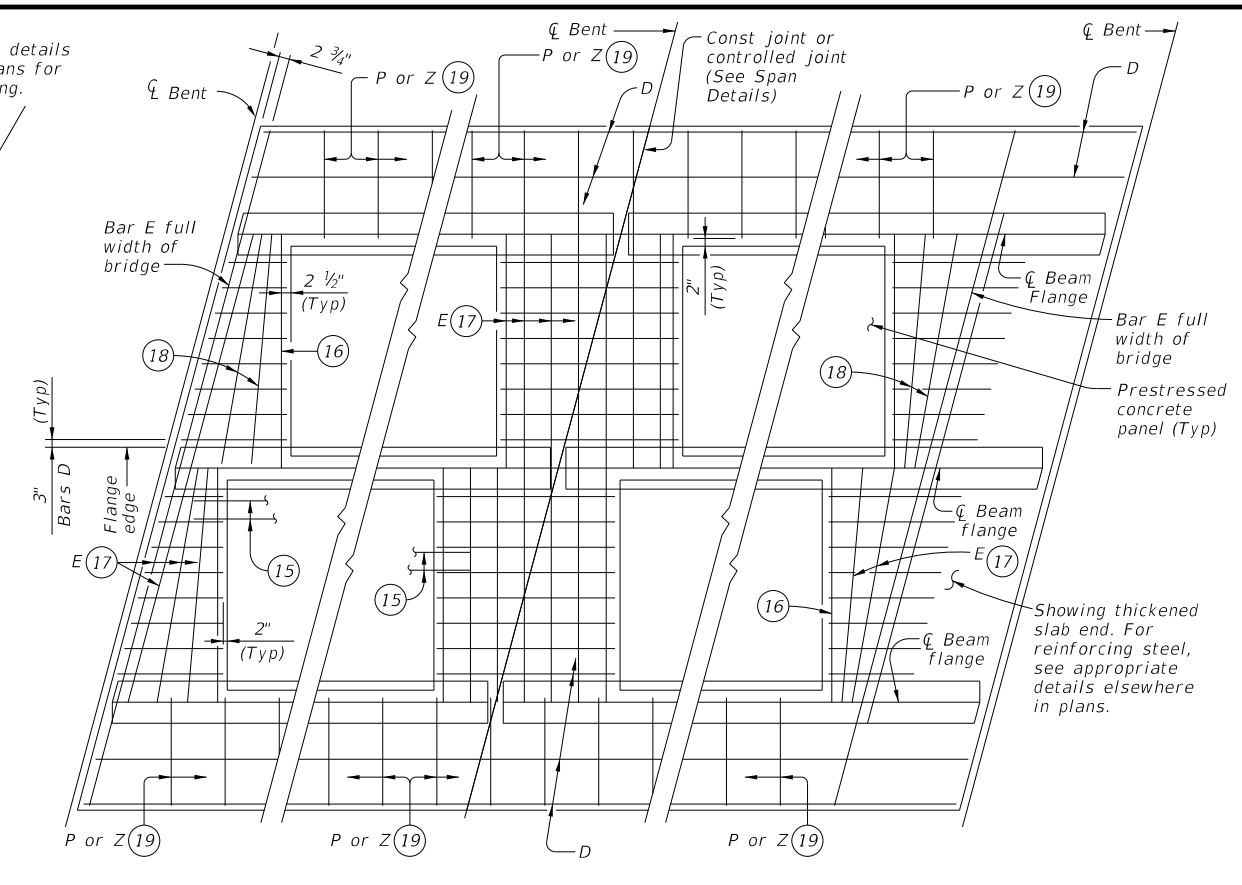 details
ans for
ng.
℄ Bent
2 ¾"
P or Z 19
℄ Bent
P or Z 19
D
Const joint or
controlled joint
(See Span
Details)
℄ Bent
D
P or Z 19
Bar E full
width of
bridge
2 ½"
(Typ)
2"
(Typ)
℄ Beam
Flange
E 17
18
16
18
Bar E full
width of
bridge
Prestressed
concrete
panel (Typ)
(Typ)
3"
Bars D
Flange
edge
℄ Beam
flange
E 17
15
15
E 17
16
2"
(Typ)
℄ Beam
flange
Showing thickened
slab end. For
reinforcing steel,
see appropriate
details elsewhere
in plans.
P or Z 19
P or Z 19
D
P or Z 19